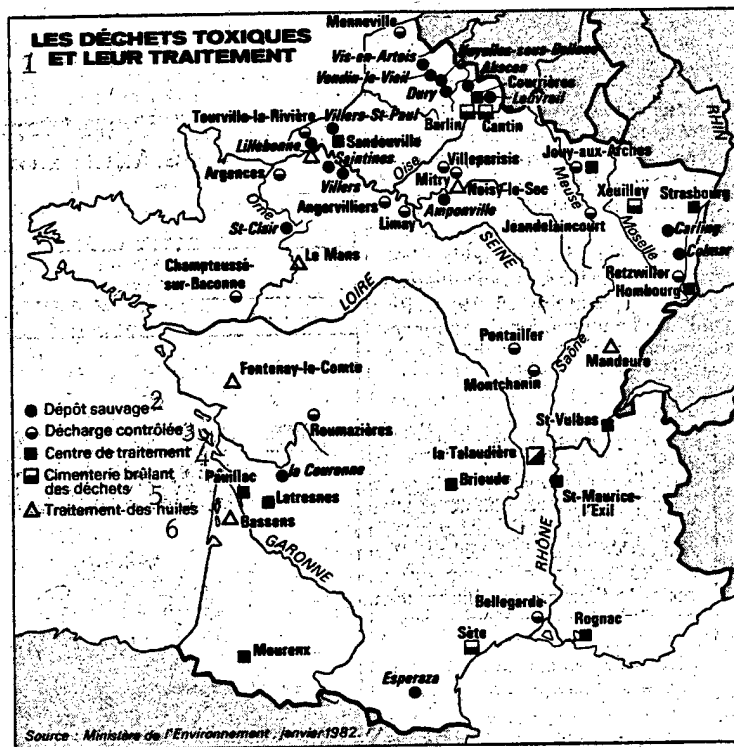 LES DÉCHETS TOXIQUES
1 ET LEUR TRAITEMENT
Menneville
Vis-en-Artois
Vendin-le-Vieil
Dury
Courrières
Leuvrail
Barlin
Cantin
Tourville-la-Rivière
Villers-St-Paul
Lillebonne
Sandouville
Saintines
Villers
Argences
Oise
Villeparisis
Mitry
Noisy-le-Sec
Jouy-aux-Arches
RHIN
Meuse
Xeuilley
Strasbourg
Orne
Angervilliers
Limay
Amponville
Jeandelaincourt
Moselle
Carling
St-Clair
Colmar
SEINE
Le Mans
Retzwiller
Hombourg
Champteussé-
sur-Baconne
LOIRE
Pontailler
Saône
Mandeure
Fontenay-le-Comte
Montchanin
Dépôt sauvage 2
Décharge contrôlée 3
Centre de traitement 4
Cimenterie brûlant
des déchets 5
Traitement des huiles
6
Roumazières
St-Vulbas
la Talaudière
la Couronne
Pauillac
Latresnes
Brioude
St-Maurice-
l'Exil
Bassens
GARONNE
RHÔNE
Bellegarde
Sète
Rognac
Mourenx
Esperaza
Source : Ministère de l'Environnement, janvier 1982.